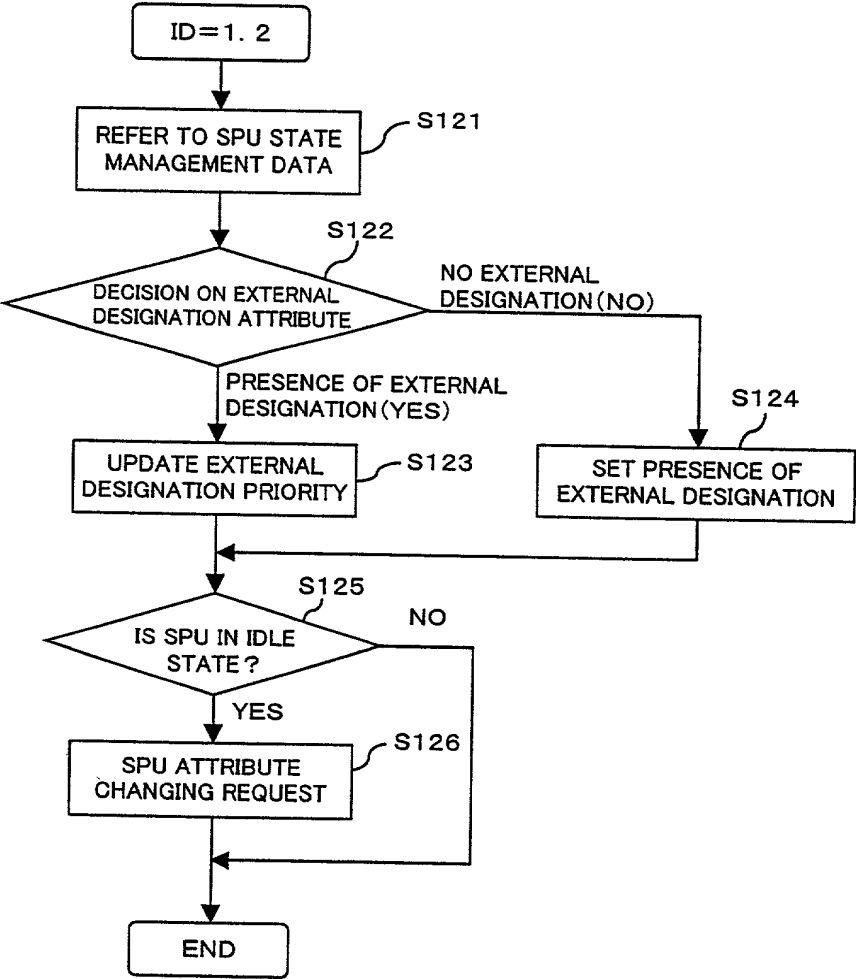 ID=1. 2
S121
REFER TO SPU STATE
MANAGEMENT DATA
S122
NO EXTERNAL
DESIGNATION(NO)
DECISION ON EXTERNAL
DESIGNATION ATTRIBUTE
PRESENCE OF EXTERNAL
DESIGNATION(YES)
S124
S123
UPDATE EXTERNAL
DESIGNATION PRIORITY
SET PRESENCE OF
EXTERNAL DESIGNATION
S125
NO
IS SPU IN IDLE
STATE?
YES
S126
SPU ATTRIBUTE
CHANGING REQUEST
END